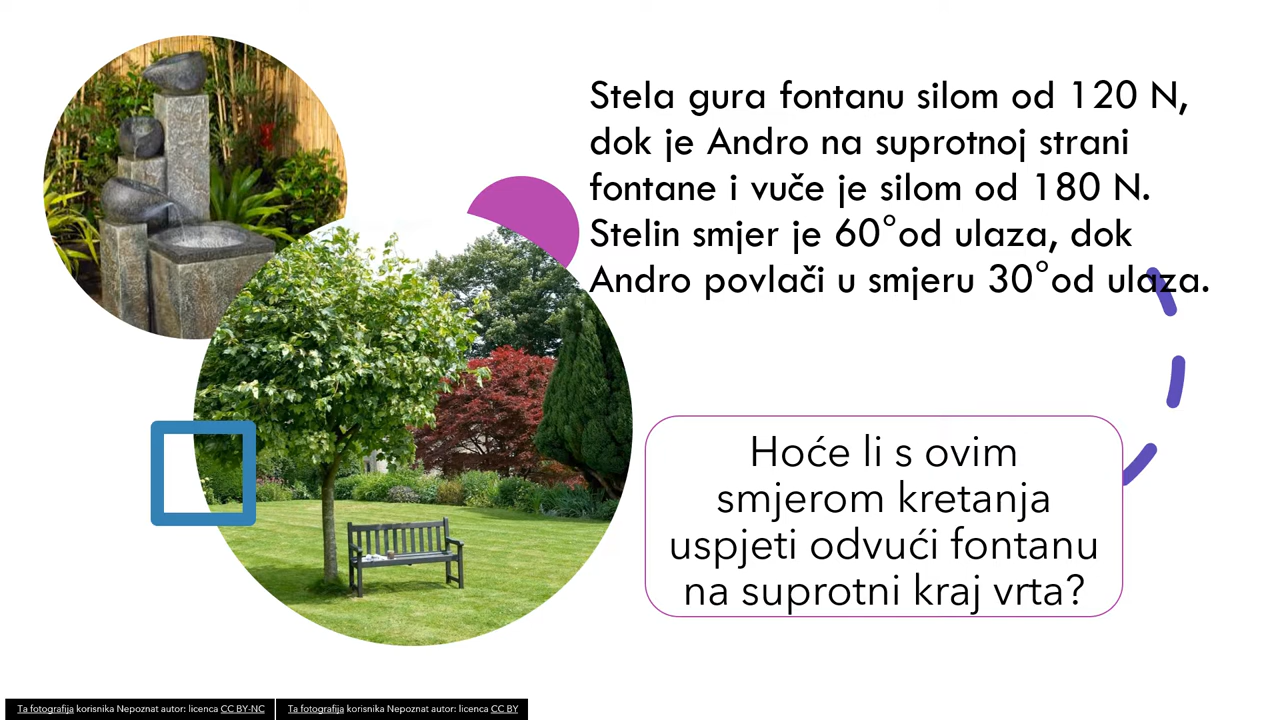 Stela gura fontanu silom od 120 N,
dok je Andro na suprotnoj strani
fontane i vuče je silom od 180 N.
Stelin smjer je 60°od ulaza, dok
Andro povlači u smjeru 30°od ulaza.
Hoće li s ovim
smjerom kretanja
uspjeti odvući fontanu
na suprotni kraj vrta?
Ta fotografija korisnika Nepoznat autor: licenca CC BY-NC
Ta fotografija korisnika Nepoznat autor: licenca CC BY